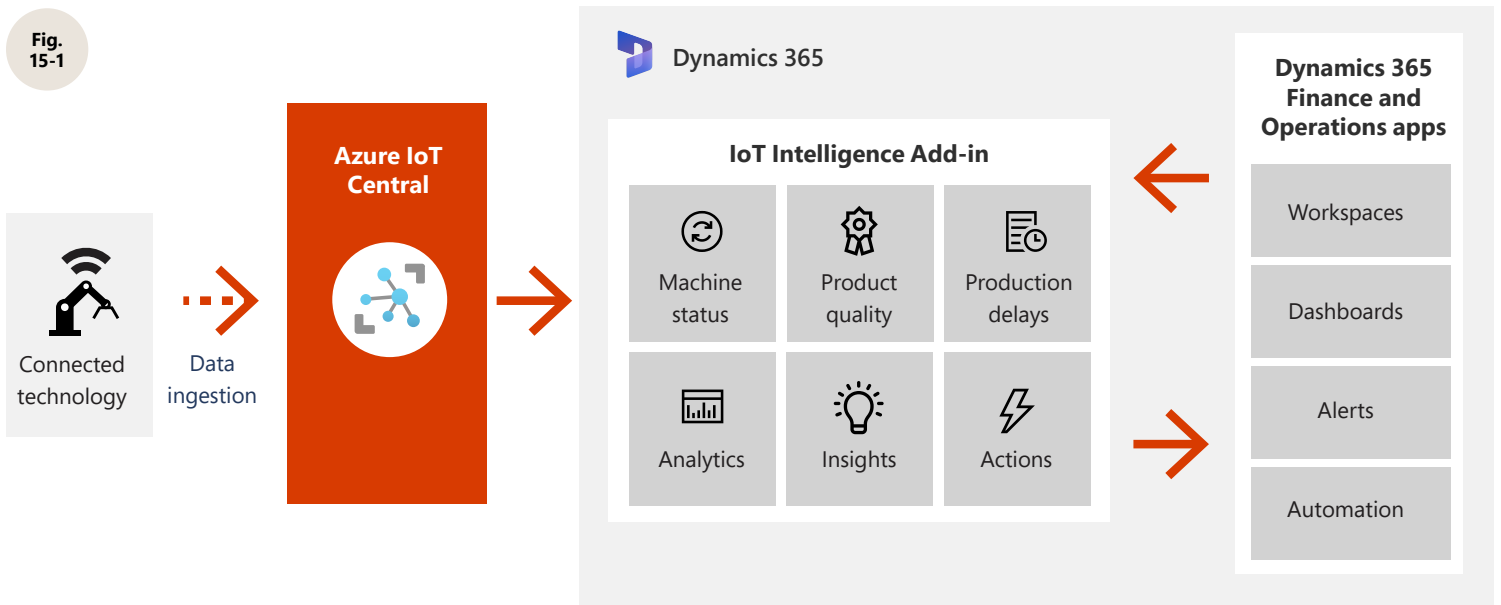 Fig.
15-1
Connected
technology
Data
ingestion
Azure IoT
Central
Dynamics 365
IoT Intelligence Add-in
Machine
status
Product
quality
Production
delays
Analytics
Insights
Actions
Dynamics 365
Finance and
Operations apps
Workspaces
Dashboards
Alerts
Automation